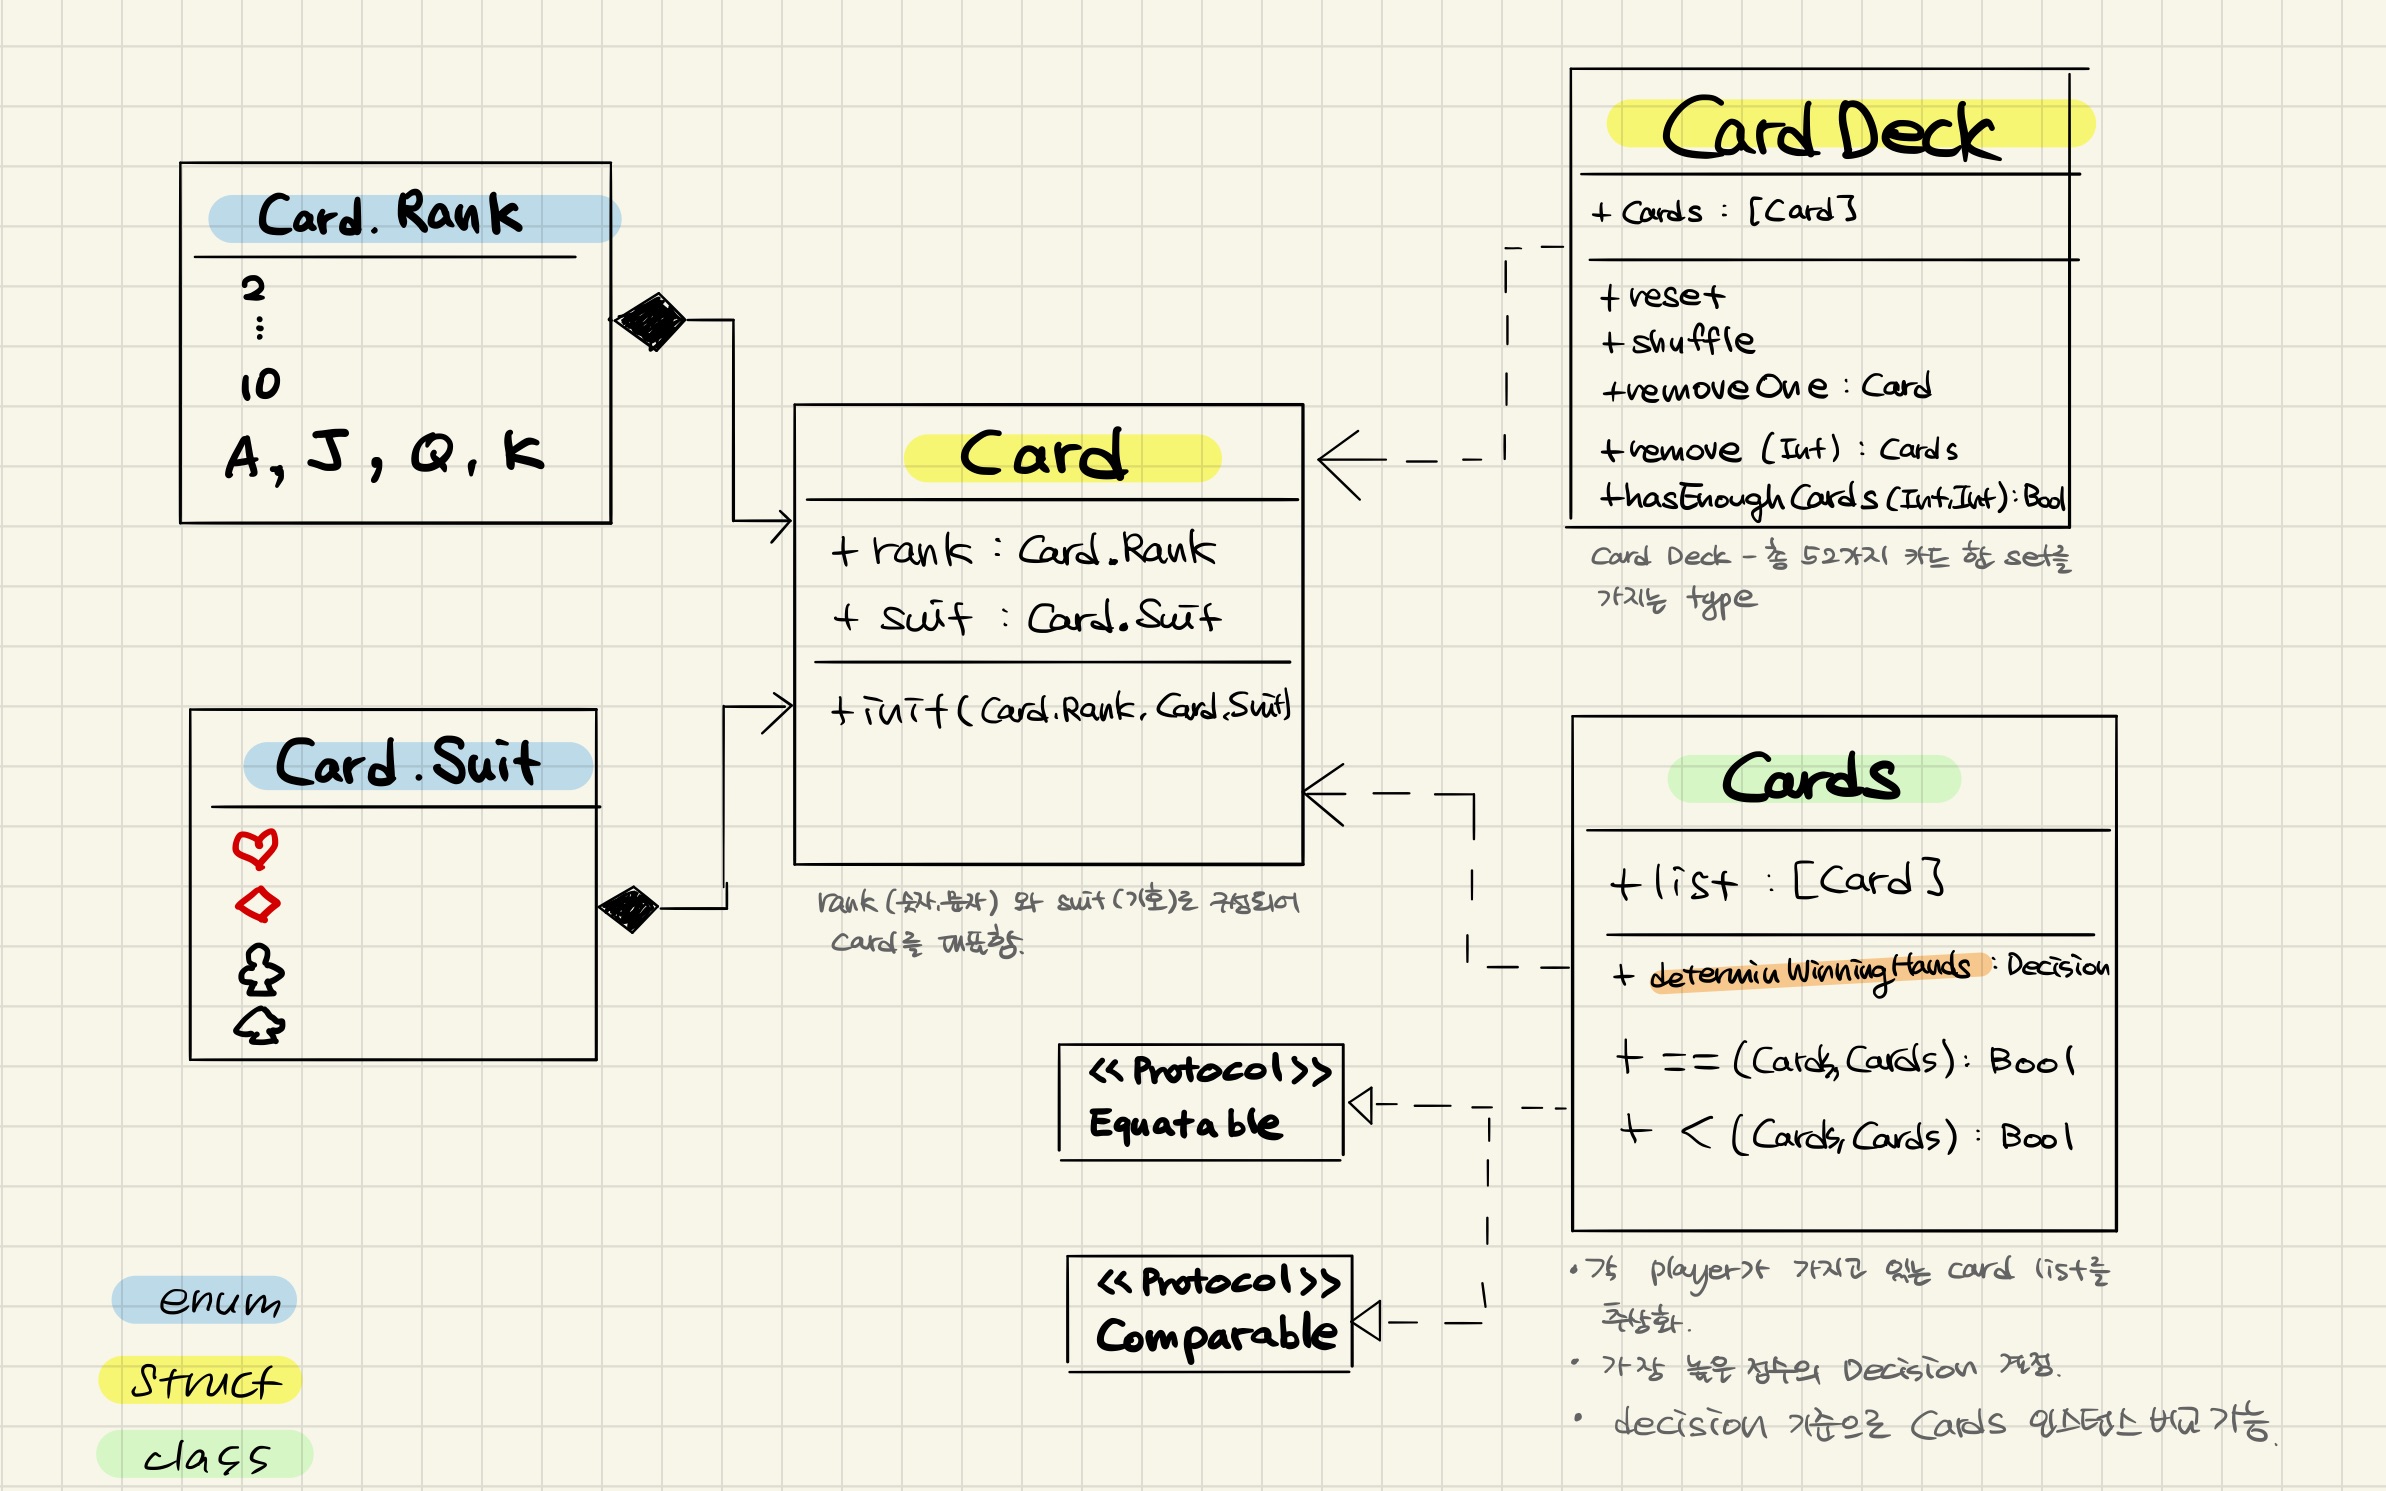 Card.Rank
2
⋮
10
A, J, Q, K
Card.Suit
♡
♢
♧
♤
enum
Struct
class
Card
+ rank : Card.Rank
+ suit : Card.Suit
+ init (Card.Rank, Card.Suit)
rank (숫자,문자) 와 suit (기호)로 구성되어
Card를 대표함.
<< Protocol >>
Equatable
<< Protocol >>
Comparable
Card Deck
+ Cards : [Card]
+ reset
+ shuffle
+ removeOne : Card
+ remove (Int) : Cards
+ hasEnoughCards (Int,Int) : Bool
Card Deck - 총 52가지 카드 한 set를
가지는 type
Cards
+ list : [Card]
+ determinWinningHands : Decision
+ == (Cards, Cards) : Bool
+ < (Cards, Cards) : Bool
• 각 player가 가지고 있는 card list를
추상화.
• 가장 높은 점수의 Decision 결정.
• decision 기준으로 Cards 인스턴스 비교 가능.